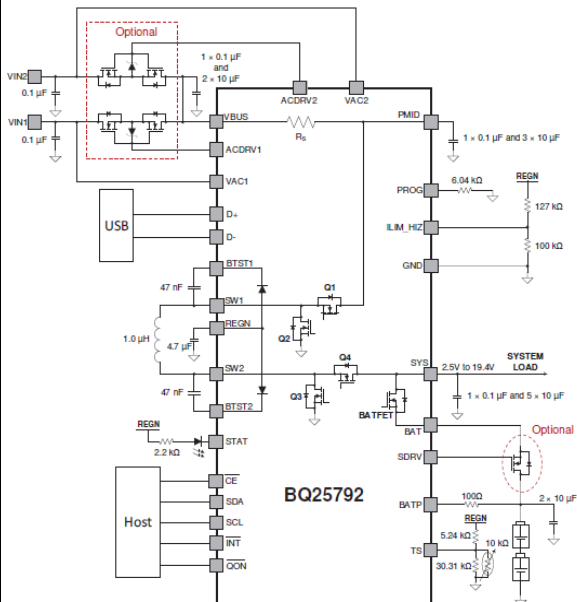 Optional
1 × 0.1 µF
and
2 × 10 µF
VIN2
0.1 µF
ACDRV2
VAC2
VIN1
0.1 µF
VBUS
R_S
PMID
1 × 0.1 µF and 3 × 10 µF
ACDRV1
VAC1
PROG
6.04 kΩ
REGN
127 kΩ
ILIM_HIZ
100 kΩ
GND
USB
D+
D-
BTST1
47 nF
SW1
Q1
REGN
1.0 µH
4.7 µF
Q2
SW2
Q4
SYS
2.5V to 19.4V
SYSTEM
LOAD
47 nF
Q3
BATFET
1 × 0.1 µF and 5 × 10 µF
BTST2
BAT
Optional
REGN
2.2 kΩ
STAT
SDRV
Host
CE
SDA
SCL
INT
QON
BQ25792
BATP
100Ω
2 × 10 µF
REGN
5.24 kΩ
10 kΩ
TS
30.31 kΩ